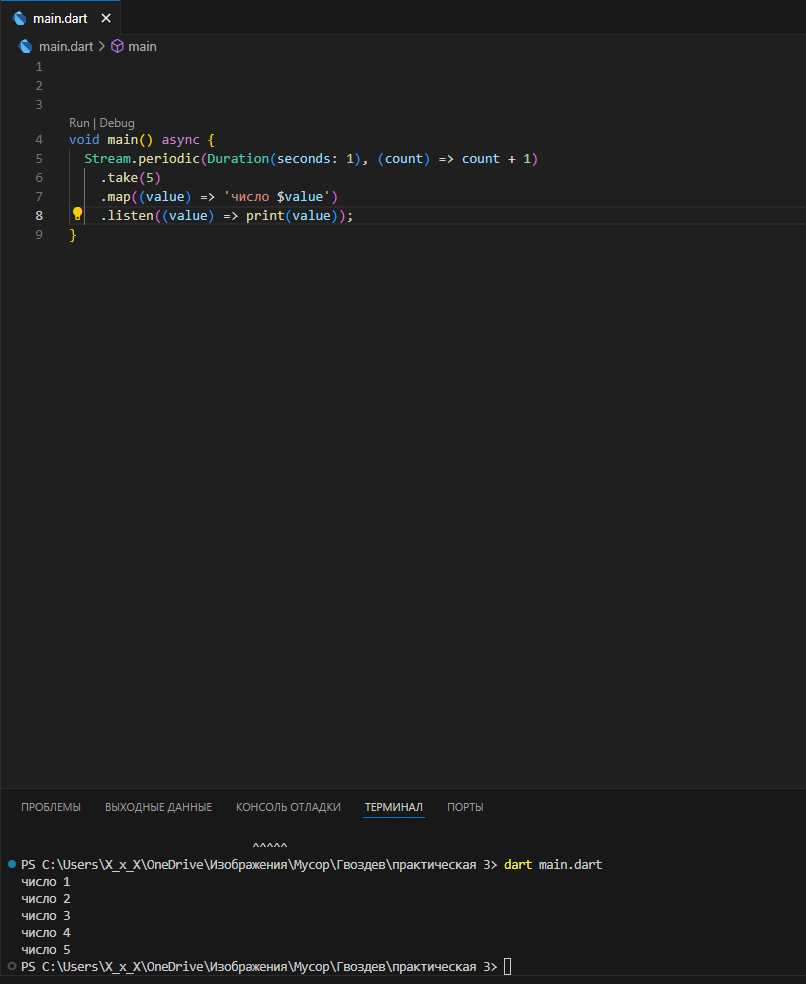 main.dart
main.dart > main
1
2
3
Run | Debug
4 void main() async {
5 Stream.periodic(Duration(seconds: 1), (count) => count + 1)
6 .take(5)
7 .map((value) => 'число $value')
8 .listen((value) => print(value));
9 }
ПРОБЛЕМЫ ВЫХОДНЫЕ ДАННЫЕ КОНСОЛЬ ОТЛАДКИ ТЕРМИНАЛ ПОРТЫ
^^^^^
PS C:\Users\X_x_X\OneDrive\Изображения\Мусор\Гвоздев\практическая 3> dart main.dart
число 1
число 2
число 3
число 4
число 5
PS C:\Users\X_x_X\OneDrive\Изображения\Мусор\Гвоздев\практическая 3>